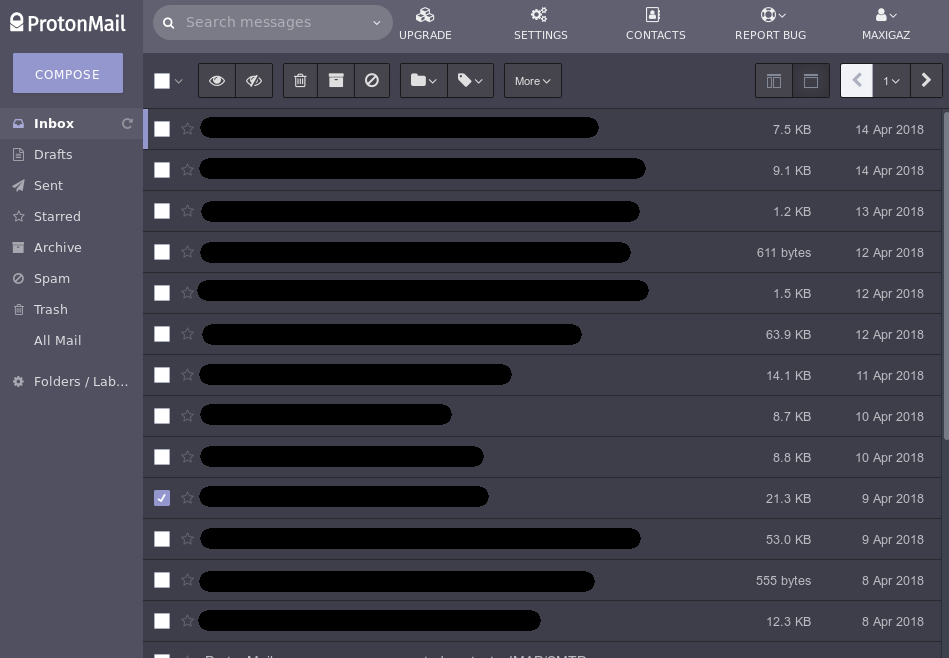 ProtonMail
Search messages
UPGRADE
SETTINGS
CONTACTS
REPORT BUG
MAXIGAZ
COMPOSE
More
1
Inbox
Drafts
Sent
Starred
Archive
Spam
Trash
All Mail
Folders / Lab...
7.5 KB 14 Apr 2018
9.1 KB 14 Apr 2018
1.2 KB 13 Apr 2018
611 bytes 12 Apr 2018
1.5 KB 12 Apr 2018
63.9 KB 12 Apr 2018
14.1 KB 11 Apr 2018
8.7 KB 10 Apr 2018
8.8 KB 10 Apr 2018
21.3 KB 9 Apr 2018
53.0 KB 9 Apr 2018
555 bytes 8 Apr 2018
12.3 KB 8 Apr 2018